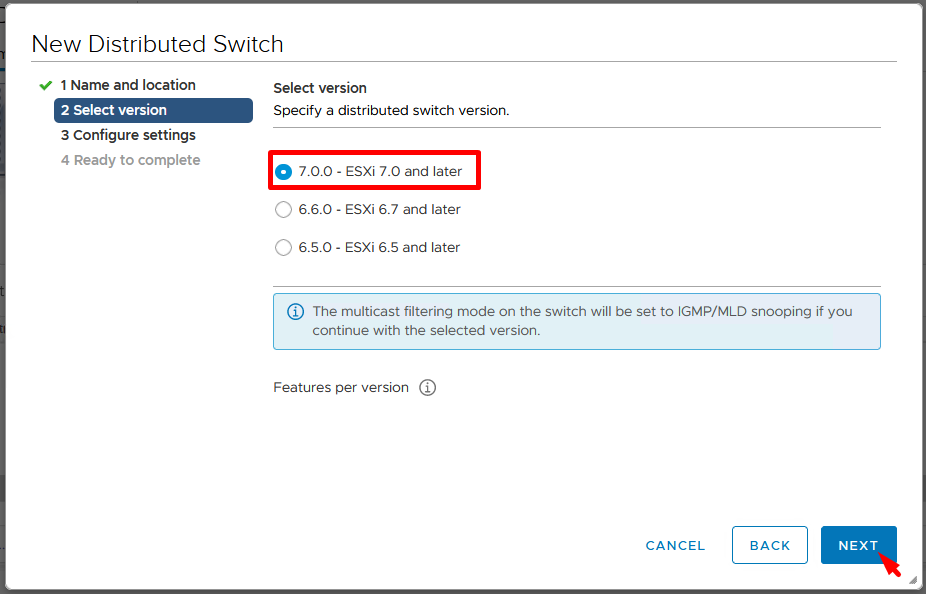 New Distributed Switch
1 Name and location
2 Select version
3 Configure settings
4 Ready to complete
Select version
Specify a distributed switch version.
7.0.0 - ESXi 7.0 and later
6.6.0 - ESXi 6.7 and later
6.5.0 - ESXi 6.5 and later
The multicast filtering mode on the switch will be set to IGMP/MLD snooping if you
continue with the selected version.
Features per version
CANCEL
BACK
NEXT